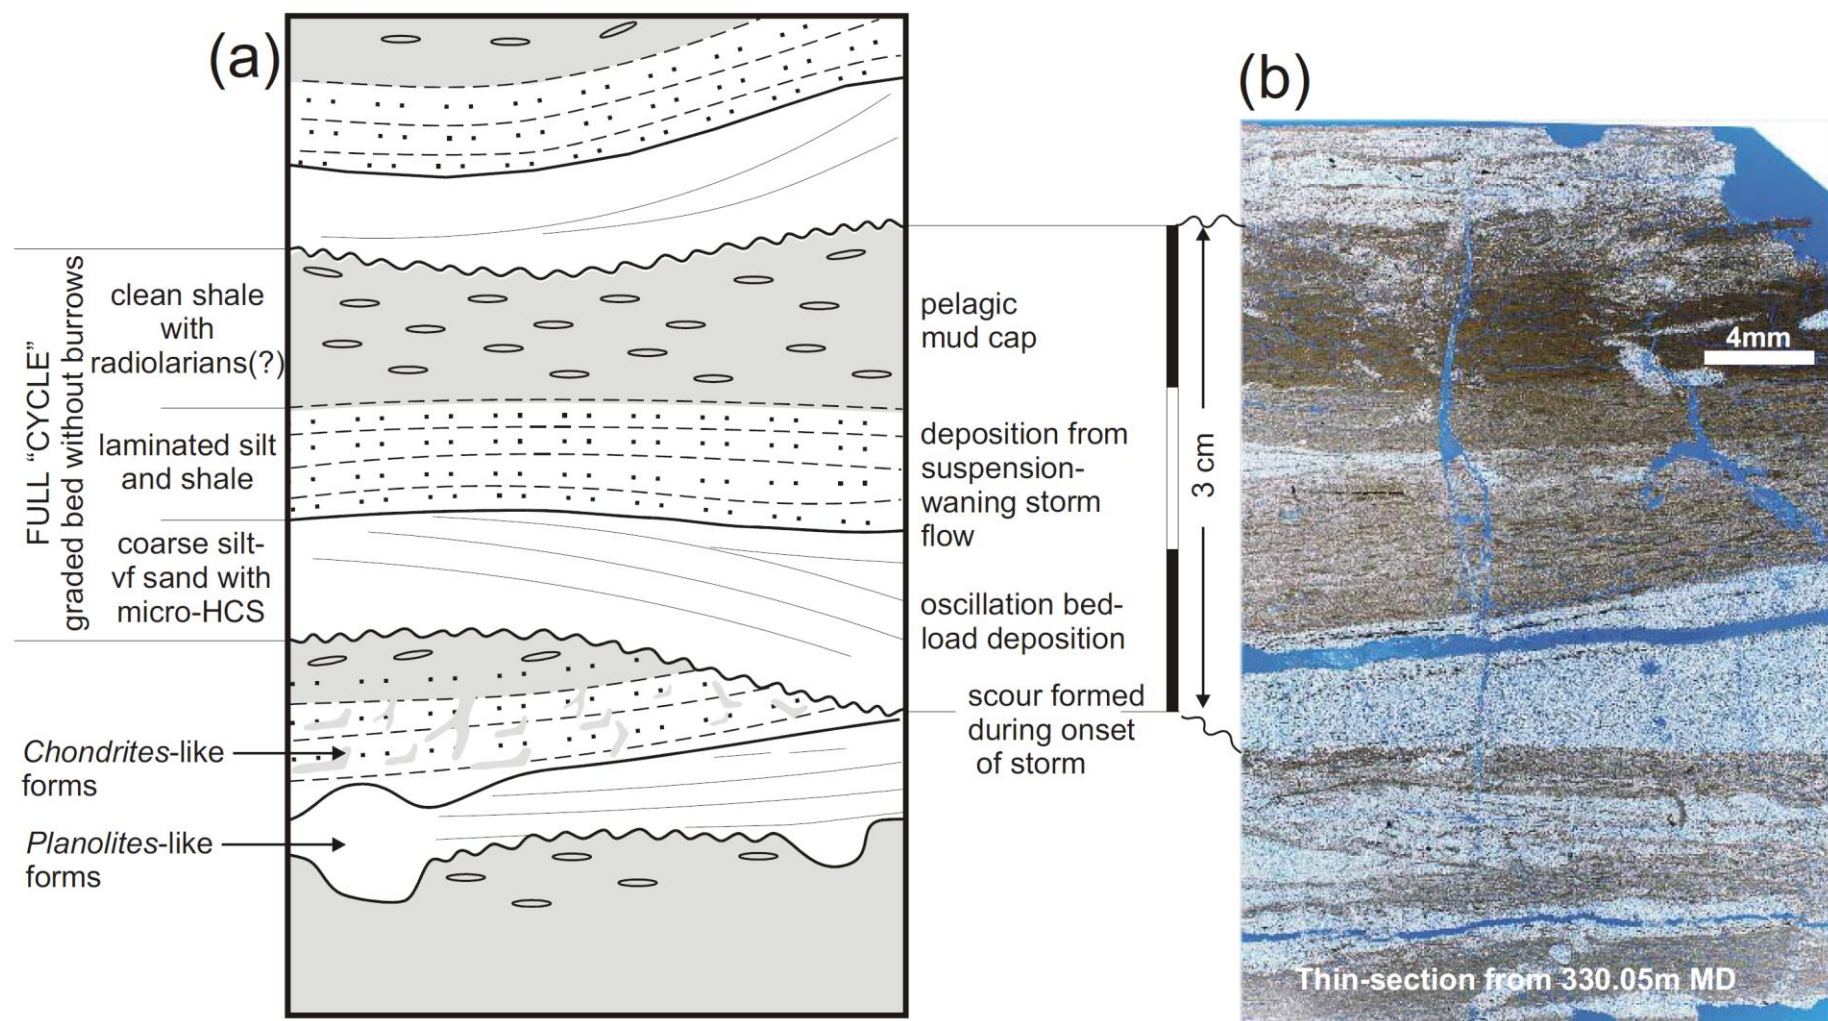 (a)
(b)
FULL “CYCLE”
graded bed without burrows
clean shale
with
radiolarians(?)
laminated silt
and shale
coarse silt-
vf sand with
micro-HCS
Chondrites-like
forms
Planolites-like
forms
pelagic
mud cap
deposition from
suspension-
waning storm
flow
oscillation bed-
load deposition
scour formed
during onset
of storm
3 cm
4mm
Thin-section from 330.05m MD